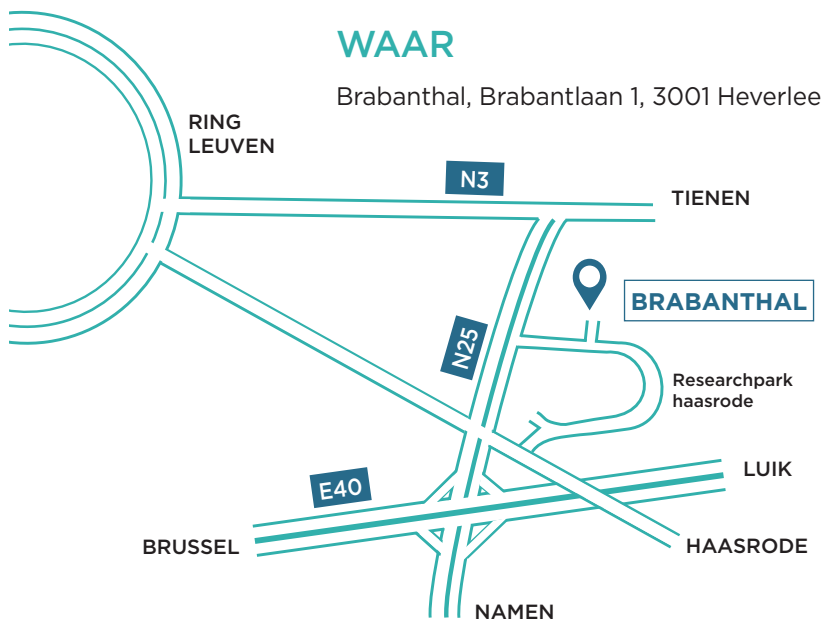 WAAR
Brabanthal, Brabantlaan 1, 3001 Heverlee
RING
LEUVEN
N3
TIENEN
BRABANTHAL
N25
Researchpark
haasrode
LUIK
E40
BRUSSEL
HAASRODE
NAMEN